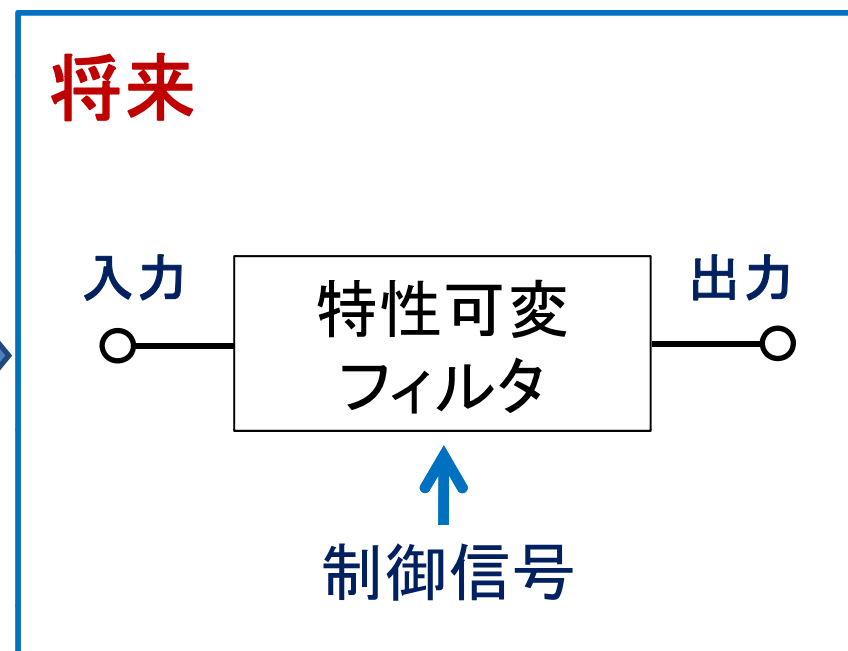 将来
入力
特性可変
フィルタ
出力
制御信号